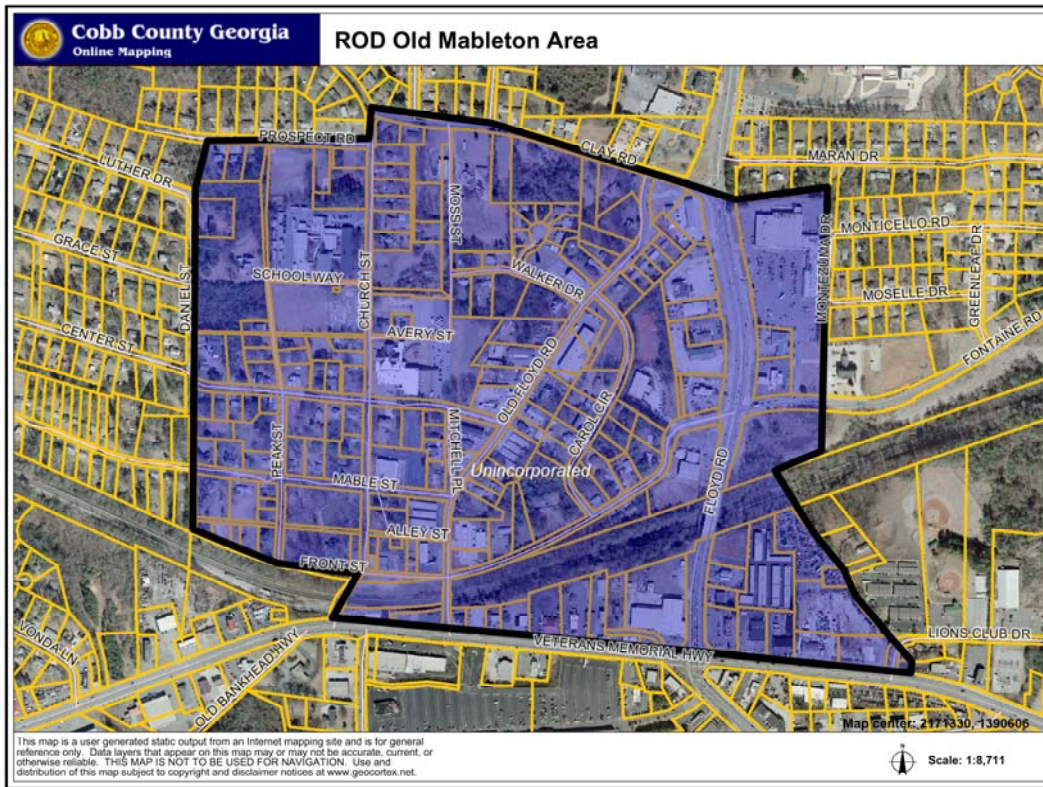 Cobb County Georgia
Online Mapping
ROD Old Mableton Area
PROSPECT RD
LUTHER DR
CLAY RD
MARAN DR
MOSS ST
MONTICELLO RD
GRACE ST
DANIEL ST
SCHOOL WAY
CHURCH ST
WALKER DR
MONTEZUMA DR
MOSELLE DR
GREENLEAF DR
CENTER ST
AVERY ST
OLD FLOYD RD
FONTAINE RD
PEAK ST
MITCHELL PL
CAROL CIR
Unincorporated
FLOYD RD
MABLE ST
ALLEY ST
FRONT ST
VONDA LN
OLD BANKHEAD HWY
VETERANS MEMORIAL HWY
LIONS CLUB DR
Map center: 2171330, 1390606
This map is a user generated static output from an Internet mapping site and is for general
reference only. Data layers that appear on this map may or may not be accurate, current, or
otherwise reliable. THIS MAP IS NOT TO BE USED FOR NAVIGATION. Use and
distribution of this map subject to copyright and disclaimer notices at www.geocortex.net.
Scale: 1:8,711